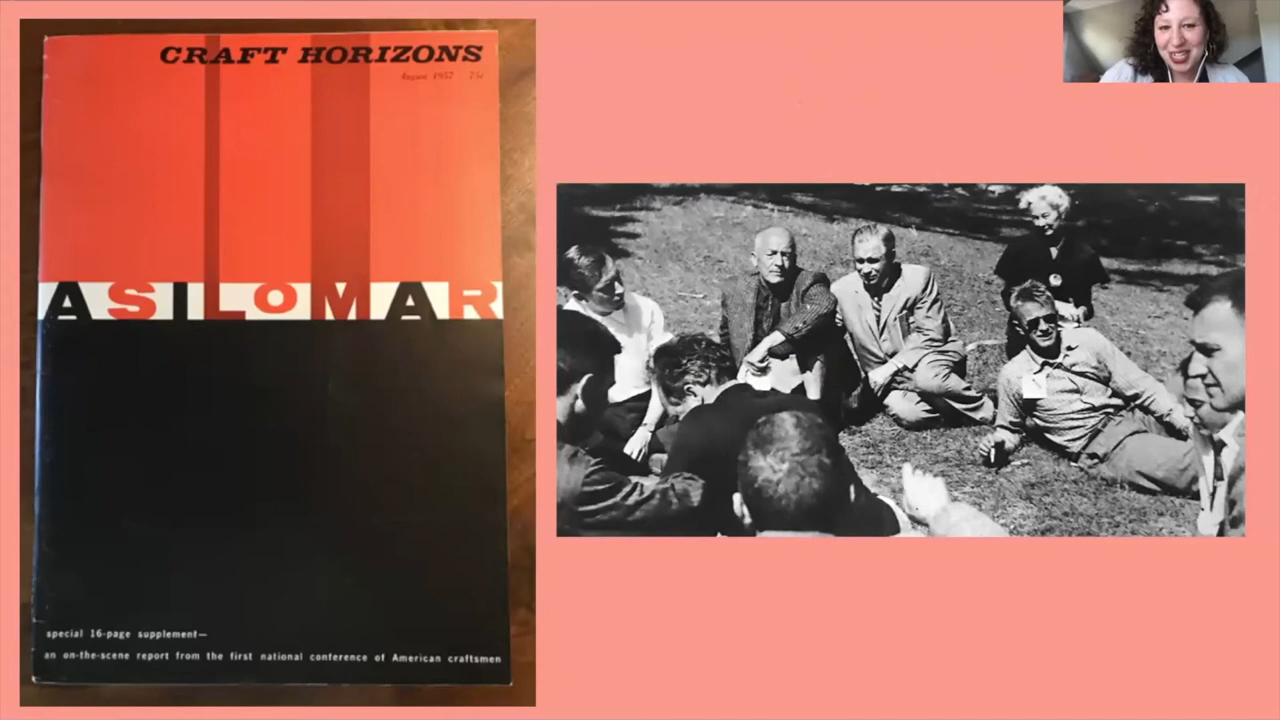 CRAFT HORIZONS
August 1957 75¢
ASILOMAR
special 16-page supplement—
an on-the-scene report from the first national conference of American craftsmen